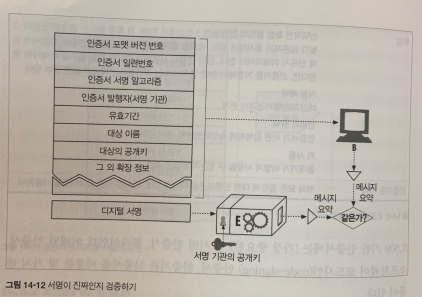 인증서 포맷 버전 번호
인증서 일련번호
인증서 서명 알고리즘
인증서 발행자(서명 기관)
유효기간
대상 이름
대상의 공개키
그 외 확장 정보
디지털 서명
B
E
메시지
요약
메시지
요약
같은가?
서명 기관의 공개키
그림 14-12 서명이 진짜인지 검증하기